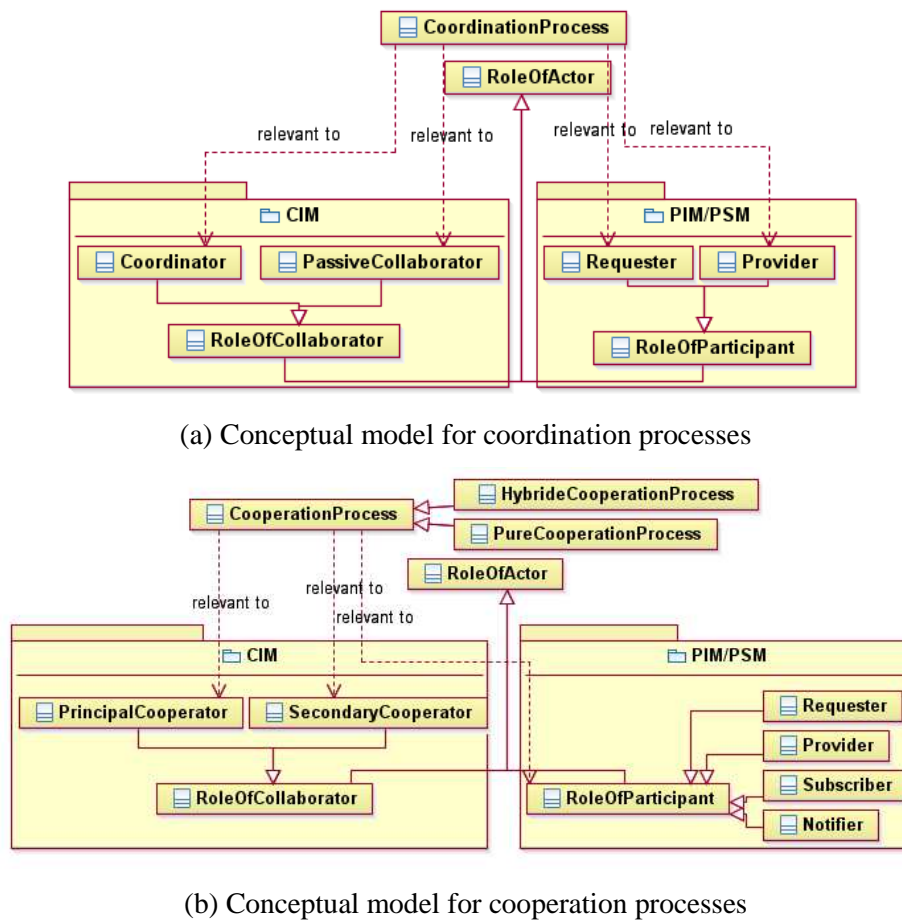 CoordinationProcess
RoleOfActor
relevant to
relevant to
relevant to
relevant to
CIM
PIM/PSM
Coordinator
PassiveCollaborator
Requester
Provider
RoleOfCollaborator
RoleOfParticipant
(a) Conceptual model for coordination processes
HybrideCooperationProcess
CooperationProcess
PureCooperationProcess
RoleOfActor
relevant to
relevant to
relevant to
CIM
PIM/PSM
PrincipalCooperator
SecondaryCooperator
Requester
Provider
Subscriber
Notifier
RoleOfCollaborator
RoleOfParticipant
(b) Conceptual model for cooperation processes